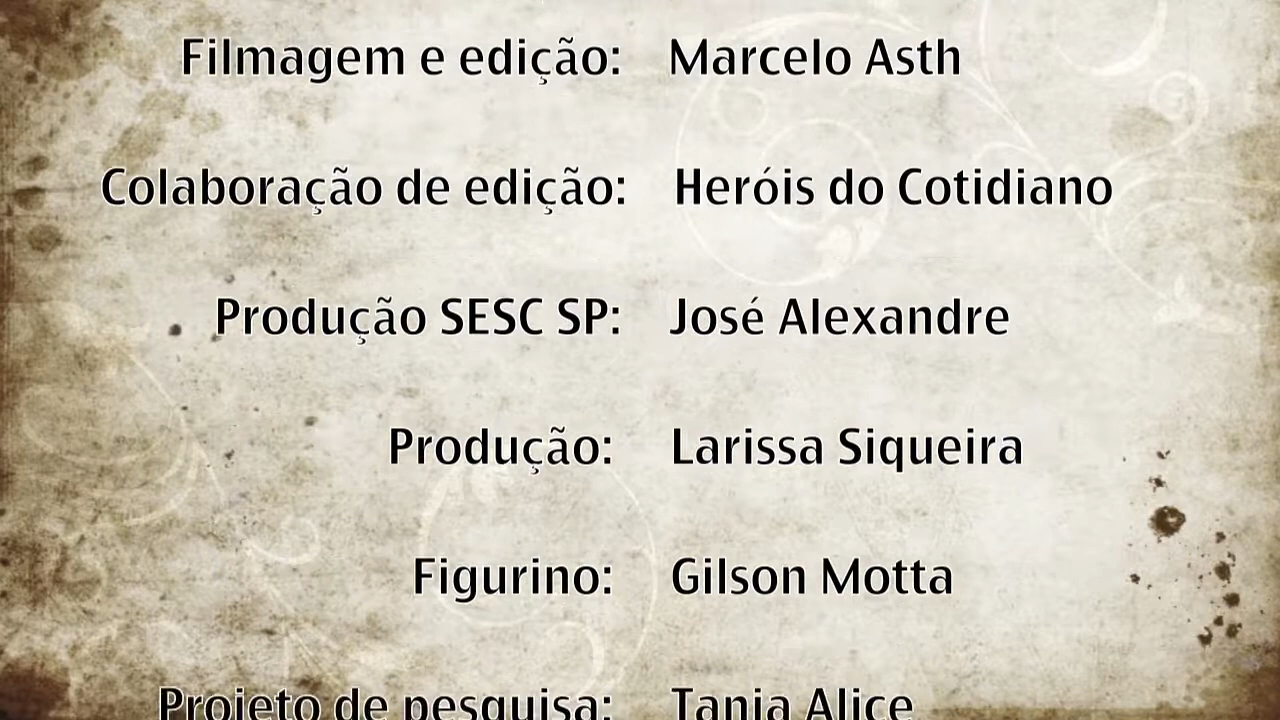 Filmagem e edição: Marcelo Asth
Colaboração de edição: Heróis do Cotidiano
Produção SESC SP: José Alexandre
Produção: Larissa Siqueira
Figurino: Gilson Motta
Projeto de pesquisa: Tania Alice